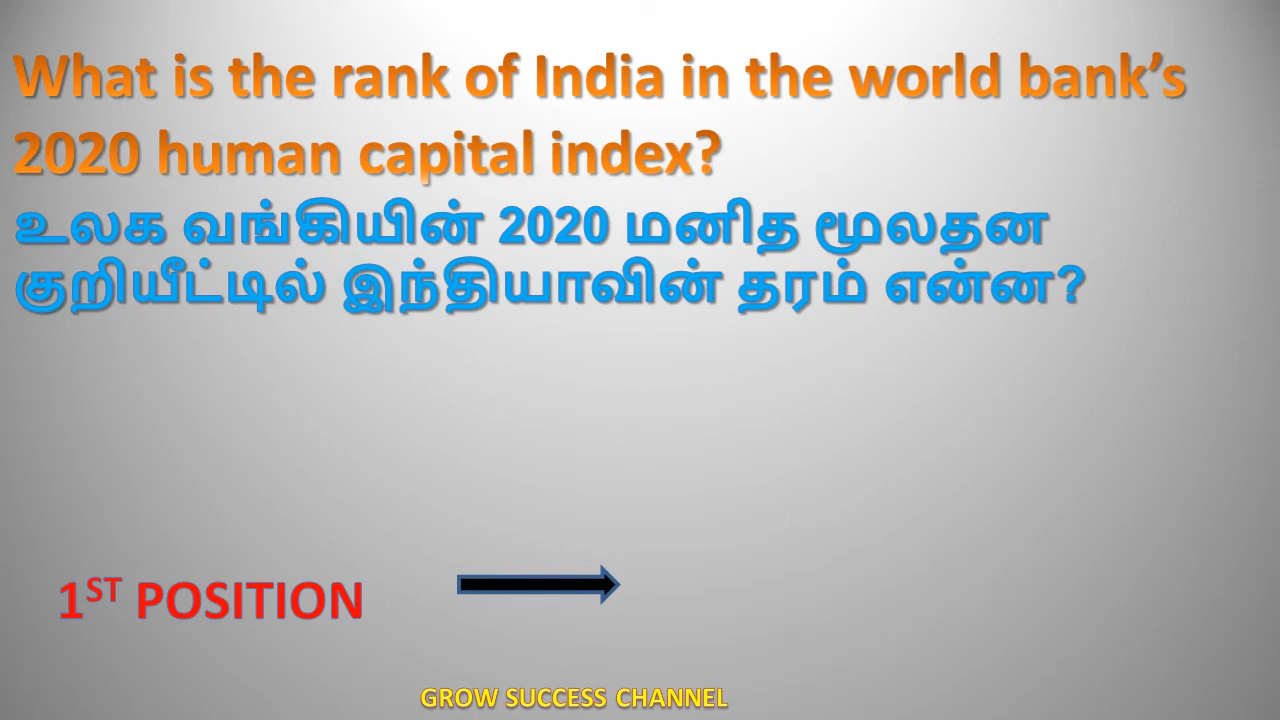 What is the rank of India in the world bank’s
2020 human capital index?
உலக வங்கியின் 2020 மனித மூலதன
குறியீட்டில் இந்தியாவின் தரம் என்ன?
1ST POSITION
GROW SUCCESS CHANNEL